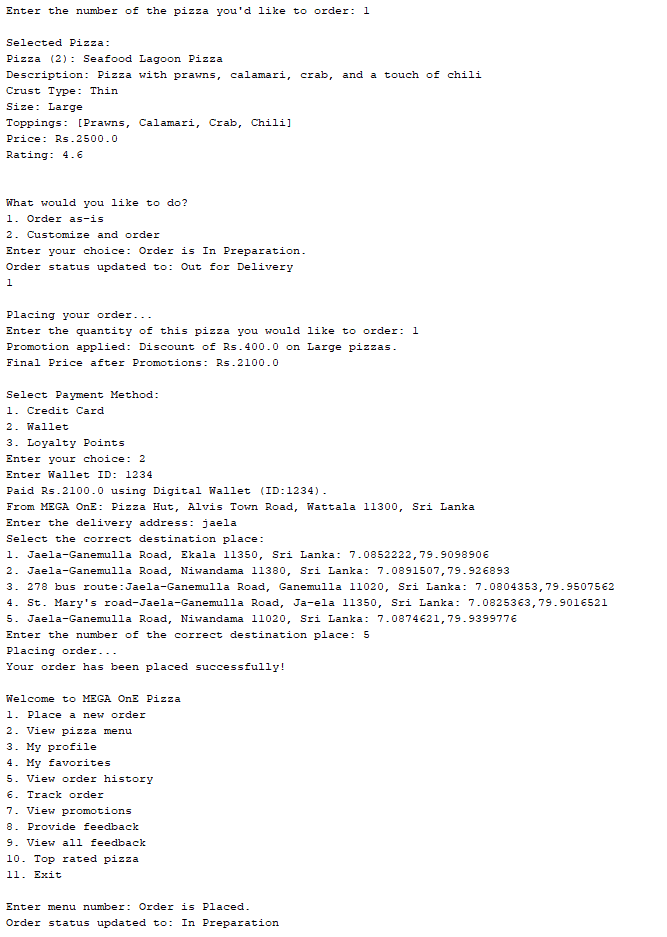 Enter the number of the pizza you'd like to order: 1
Selected Pizza:
Pizza (2): Seafood Lagoon Pizza
Description: Pizza with prawns, calamari, crab, and a touch of chili
Crust Type: Thin
Size: Large
Toppings: [Prawns, Calamari, Crab, Chili]
Price: Rs.2500.0
Rating: 4.6
What would you like to do?
1. Order as-is
2. Customize and order
Enter your choice: Order is In Preparation.
Order status updated to: Out for Delivery
1
Placing your order...
Enter the quantity of this pizza you would like to order: 1
Promotion applied: Discount of Rs.400.0 on Large pizzas.
Final Price after Promotions: Rs.2100.0
Select Payment Method:
1. Credit Card
2. Wallet
3. Loyalty Points
Enter your choice: 2
Enter Wallet ID: 1234
Paid Rs.2100.0 using Digital Wallet (ID:1234).
From MEGA OnE: Pizza Hut, Alvis Town Road, Wattala 11300, Sri Lanka
Enter the delivery address: jaela
Select the correct destination place:
1. Jaela-Ganemulla Road, Ekala 11350, Sri Lanka: 7.0852222,79.9098906
2. Jaela-Ganemulla Road, Niwandama 11380, Sri Lanka: 7.0891507,79.926893
3. 278 bus route:Jaela-Ganemulla Road, Ganemulla 11020, Sri Lanka: 7.0804353,79.9507562
4. St. Mary's road-Jaela-Ganemulla Road, Ja-ela 11350, Sri Lanka: 7.0825363,79.9016521
5. Jaela-Ganemulla Road, Niwandama 11020, Sri Lanka: 7.0874621,79.9399776
Enter the number of the correct destination place: 5
Placing order...
Your order has been placed successfully!
Welcome to MEGA OnE Pizza
1. Place a new order
2. View pizza menu
3. My profile
4. My favorites
5. View order history
6. Track order
7. View promotions
8. Provide feedback
9. View all feedback
10. Top rated pizza
11. Exit
Enter menu number: Order is Placed.
Order status updated to: In Preparation